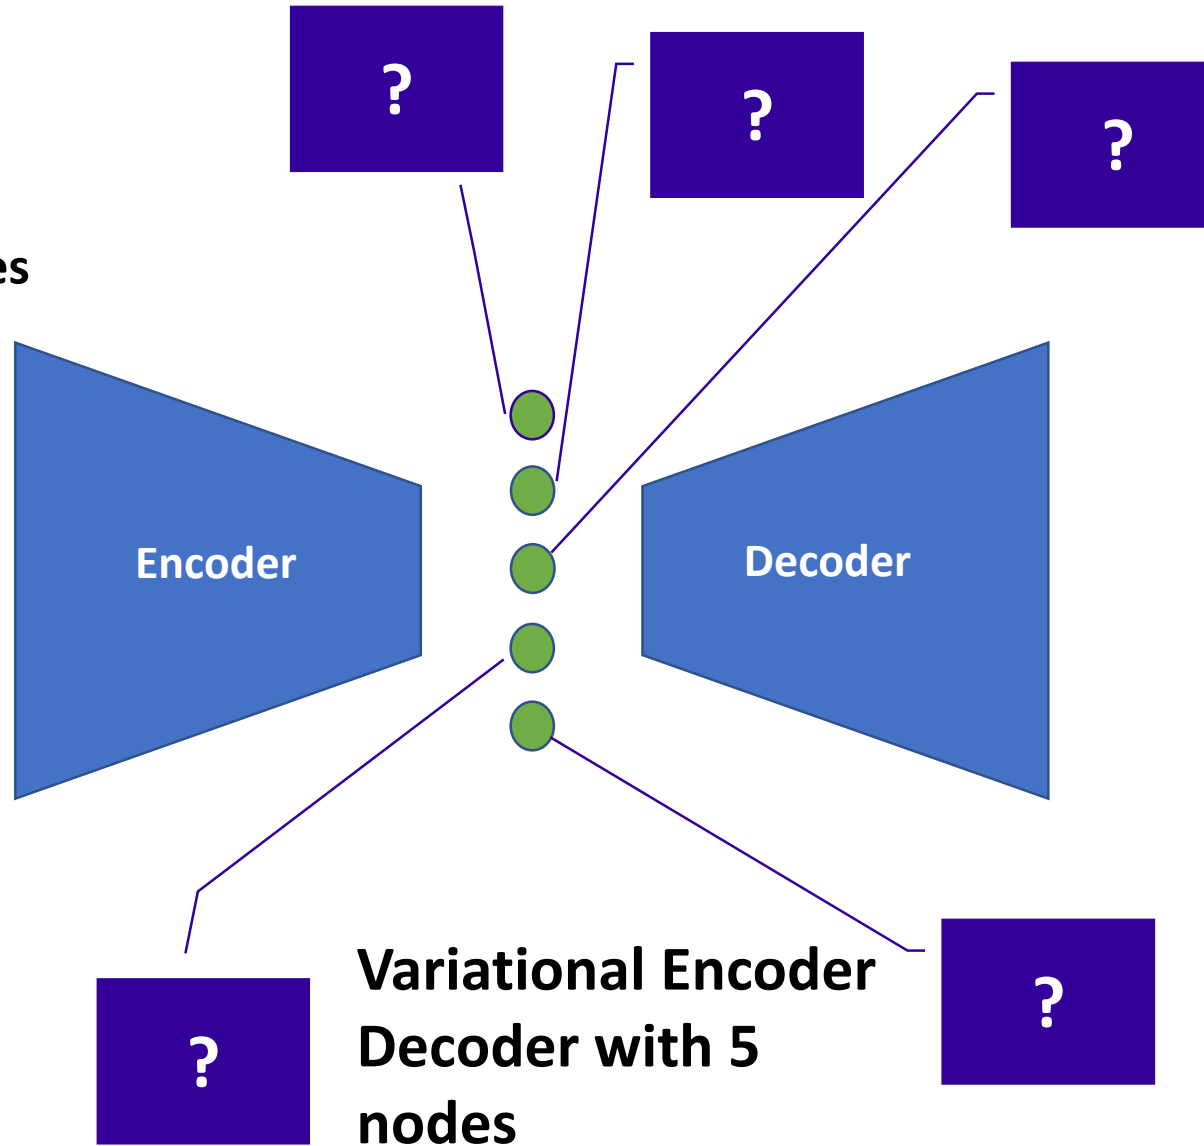 ?
?
?
es
Encoder
Decoder
Variational Encoder
Decoder with 5
nodes
?
?